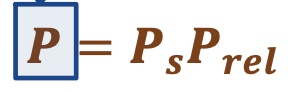 P = PₛPᵣₑₗ